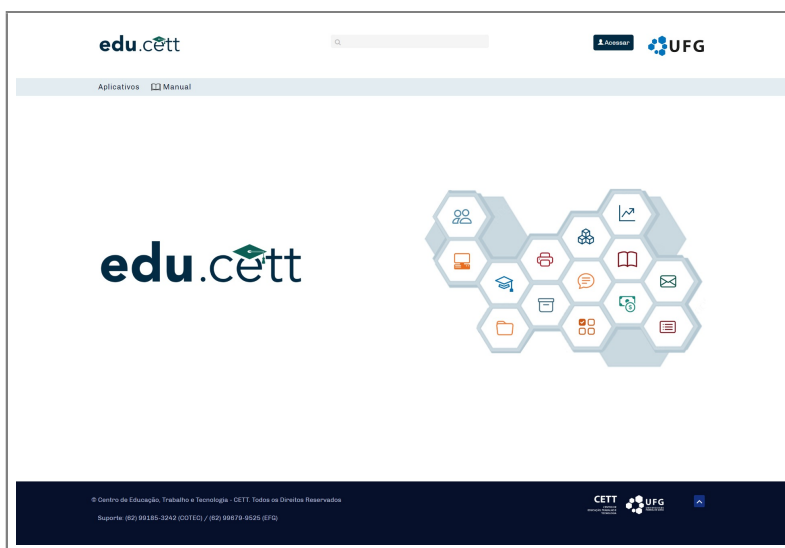 edu.cett
Acessar
UFG
Aplicativos Manual
edu.cett
© Centro de Educação, Trabalho e Tecnologia - CETT. Todos os Direitos Reservados
CETT
UFG
Suporte: (62) 99185-3242 (COTEC) / (62) 99679-9525 (EFG)